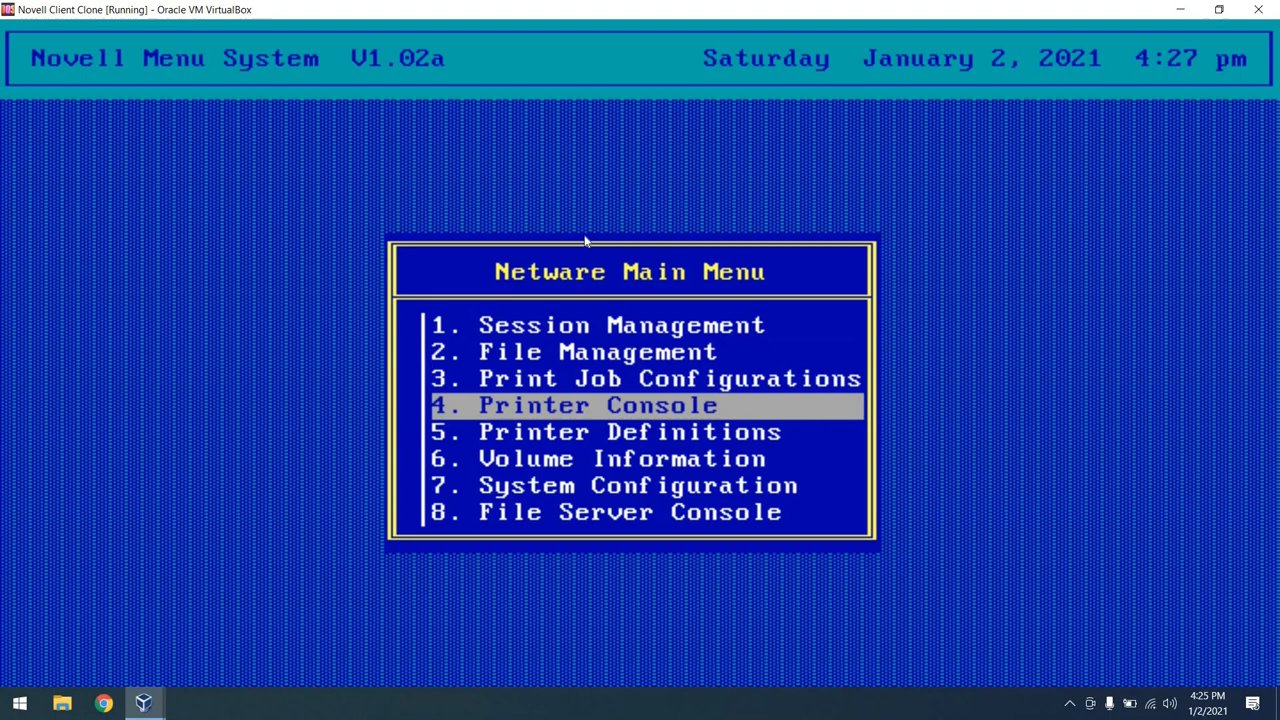 Novell Client Clone [Running] - Oracle VM VirtualBox
Novell Menu System V1.02a Saturday January 2, 2021 4:27 pm
Netware Main Menu
1. Session Management
2. File Management
3. Print Job Configurations
4. Printer Console
5. Printer Definitions
6. Volume Information
7. System Configuration
8. File Server Console
4:25 PM
1/2/2021